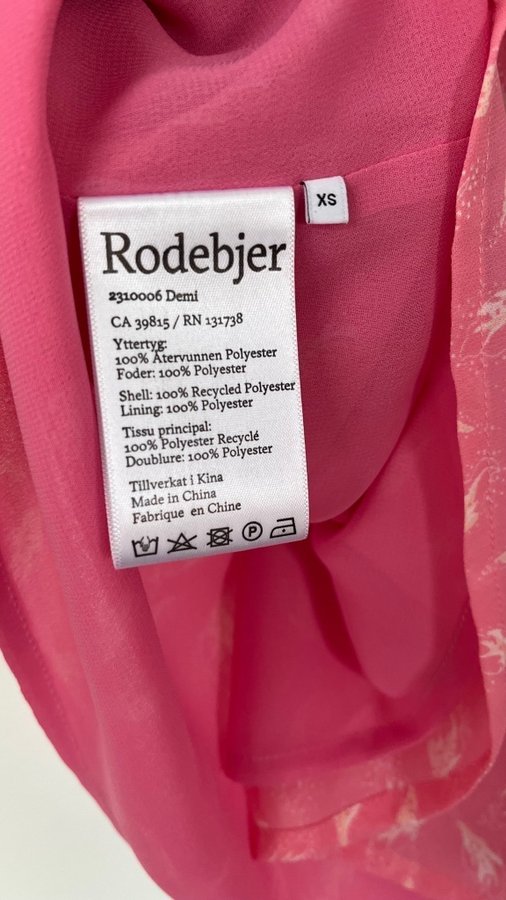 Rodebjer
XS
2310006 Demi
CA 39815 / RN 131738
Yttertyg:
100% Återvunnen Polyester
Foder: 100% Polyester
Shell: 100% Recycled Polyester
Lining: 100% Polyester
Tissu principal:
100% Polyester Recyclé
Doublure: 100% Polyester
Tillverkat i Kina
Made in China
Fabrique en Chine
P